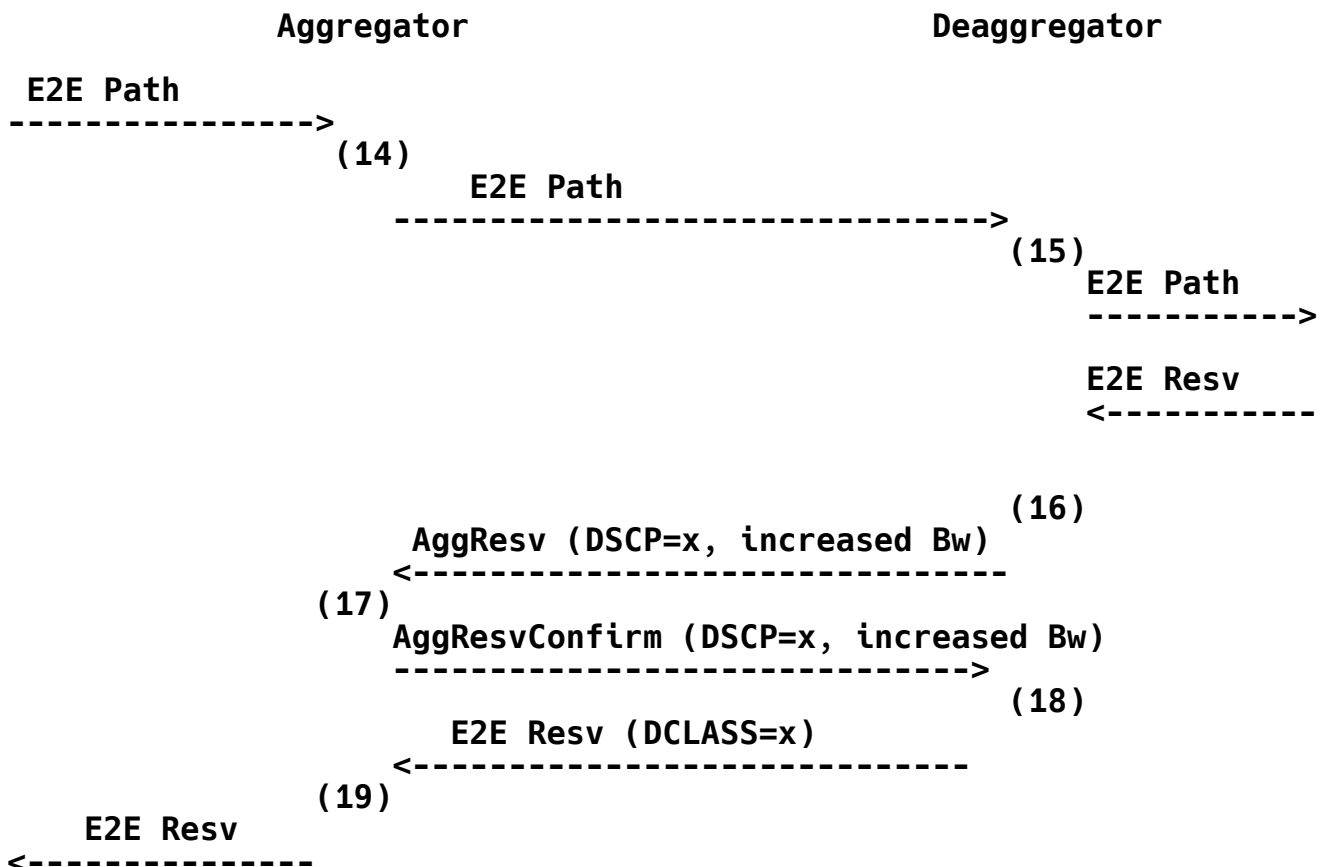 Aggregator                              Deaggregator
E2E Path
---------------->
(14)
E2E Path
------------------------------->
(15)
E2E Path
----------->
E2E Resv
<-----------
(16)
AggResv (DSCP=x, increased Bw)
<-------------------------------
(17)
AggResvConfirm (DSCP=x, increased Bw)
------------------------------>
(18)
E2E Resv (DCLASS=x)
<-----------------------------
(19)
E2E Resv
<---------------